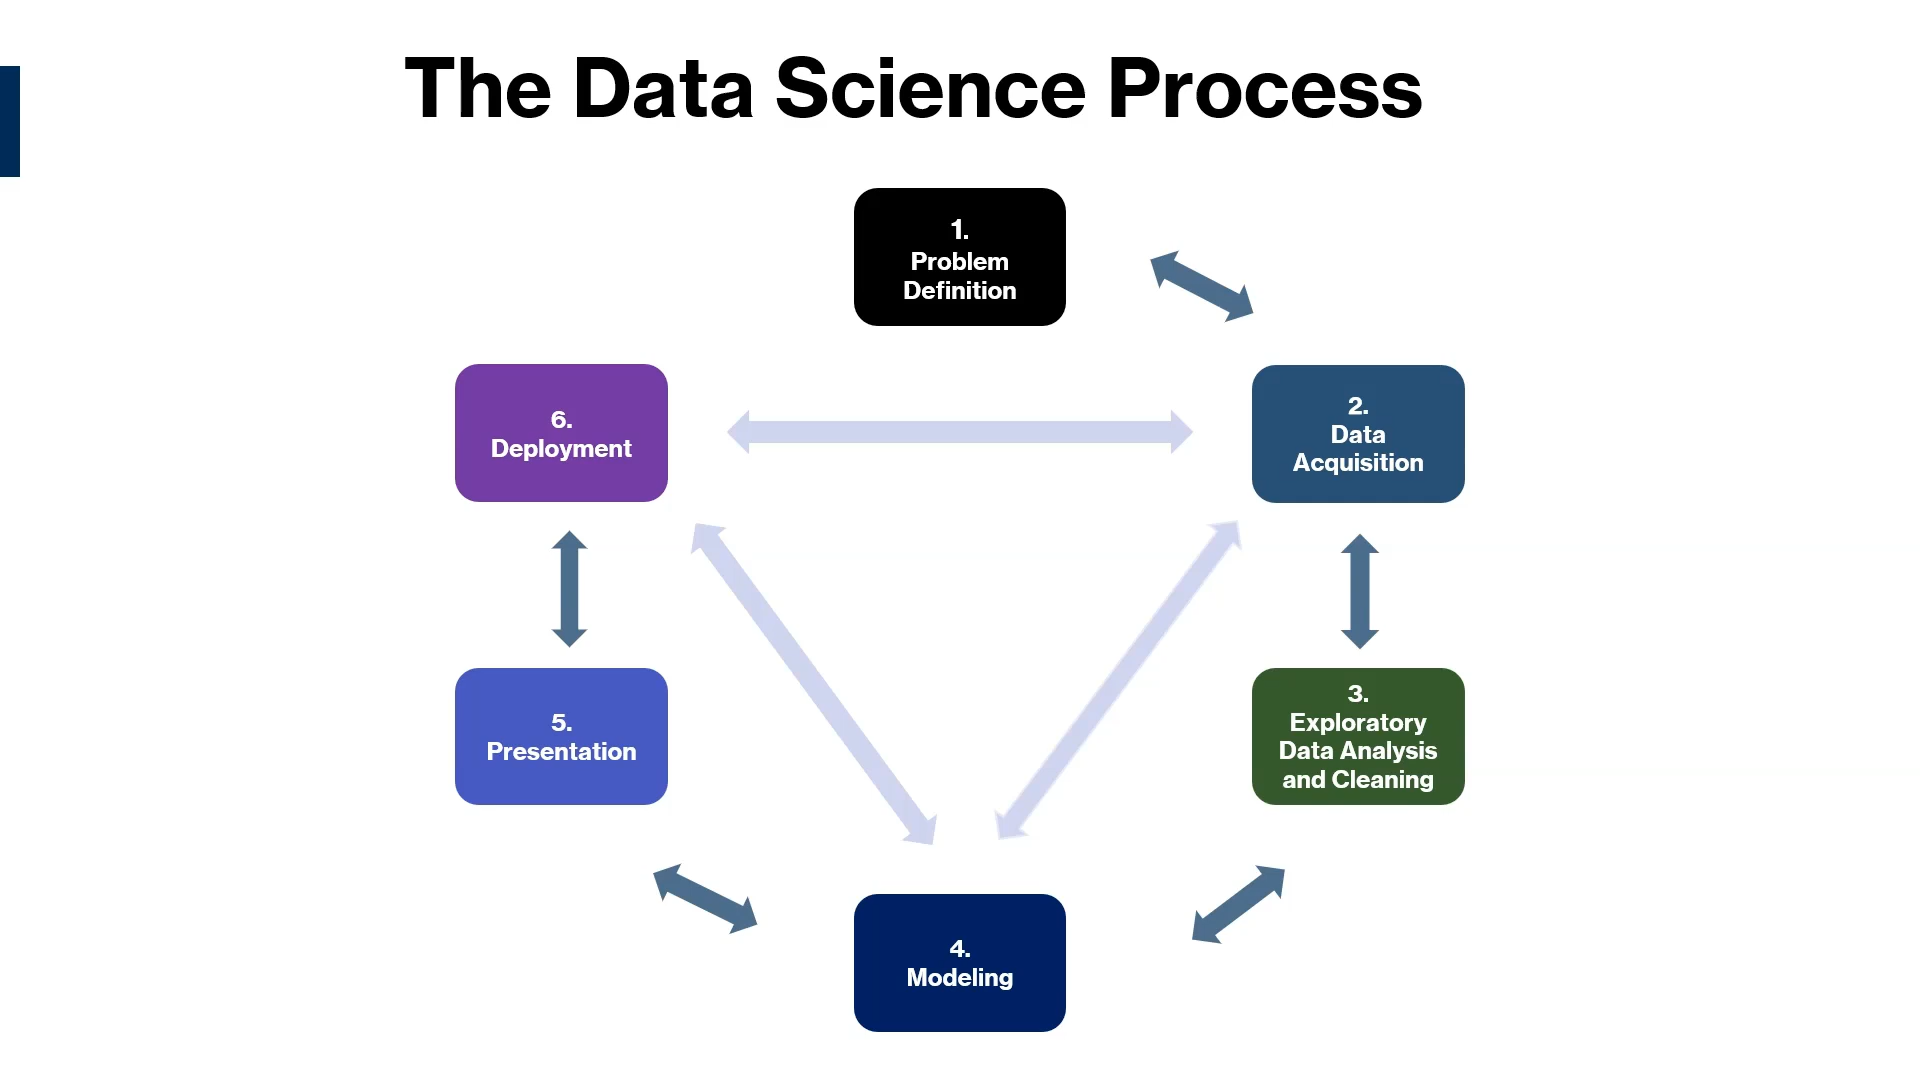 The Data Science Process
1.
Problem
Definition
2.
Data
Acquisition
3.
Exploratory
Data Analysis
and Cleaning
4.
Modeling
5.
Presentation
6.
Deployment